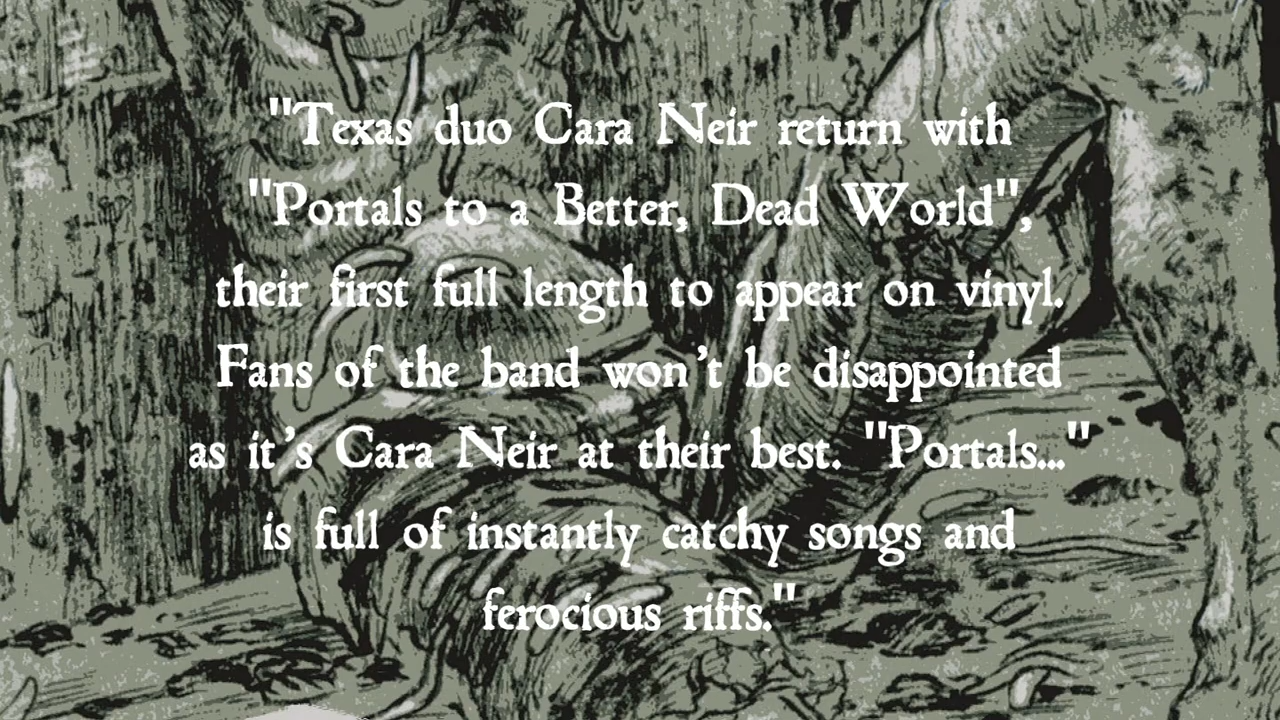 "Texas duo Cara Neir return with
"Portals to a Better, Dead World",
their first full length to appear on vinyl.
Fans of the band won't be disappointed
as it's Cara Neir at their best. "Portals..."
is full of instantly catchy songs and
ferocious riffs."